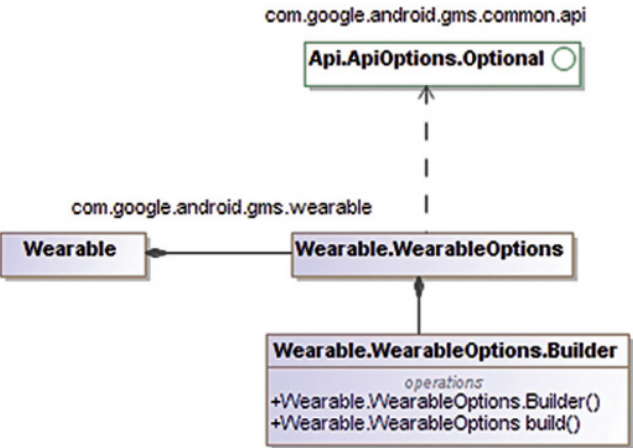 com.google.android.gms.common.api
Api.ApiOptions.Optional
com.google.android.gms.wearable
Wearable
Wearable.WearableOptions
Wearable.WearableOptions.Builder
operations
+Wearable.WearableOptions.Builder()
+Wearable.WearableOptions build()